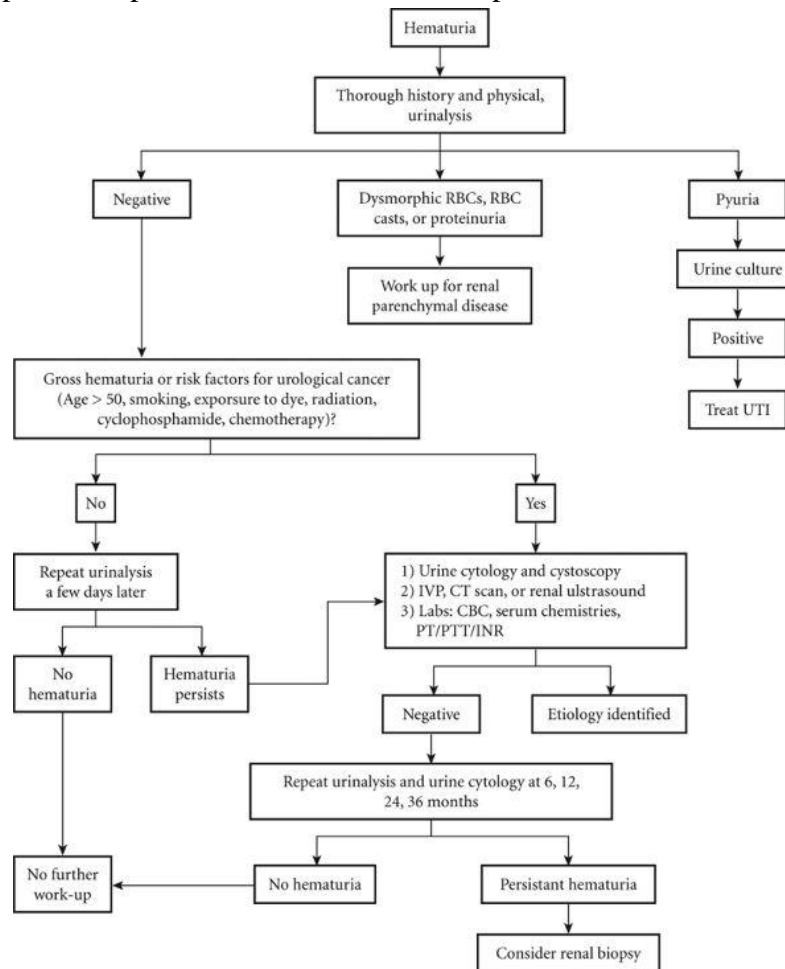 Hematuria
Thorough history and physical,
urinalysis
Negative
Dysmorphic RBCs, RBC
casts, or proteinuria
Pyuria
Work up for renal
parenchymal disease
Urine culture
Positive
Treat UTI
Gross hematuria or risk factors for urological cancer
(Age > 50, smoking, exporsure to dye, radiation,
cyclophosphamide, chemotherapy)?
No
Yes
Repeat urinalysis
a few days later
1) Urine cytology and cystoscopy
2) IVP, CT scan, or renal ulstrasound
3) Labs: CBC, serum chemistries,
PT/PTT/INR
No
hematuria
Hematuria
persists
Negative
Etiology identified
Repeat urinalysis and urine cytology at 6, 12,
24, 36 months
No further
work-up
No hematuria
Persistant hematuria
Consider renal biopsy